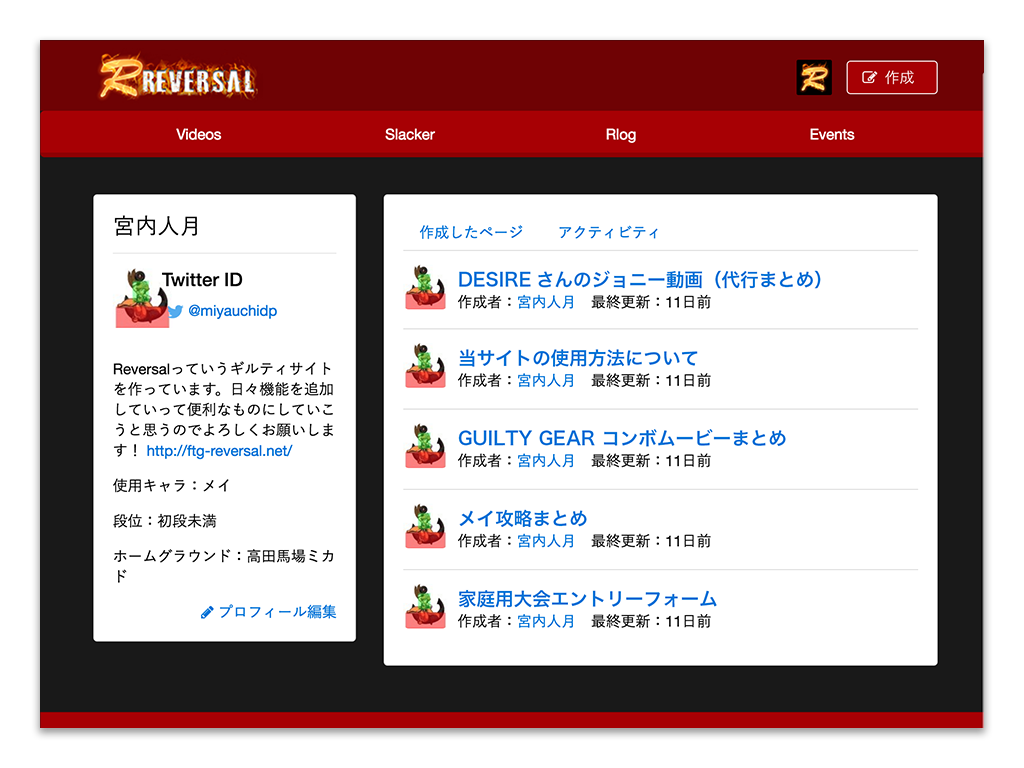 R REVERSAL
R
作成
Videos
Slacker
Rlog
Events
宮内人月
Twitter ID
@miyauchidp
Reversalっていうギルティサイト
を作っています。日々機能を追加
していって便利なものにしていこ
うと思うのでよろしくお願いしま
す！ http://ftg-reversal.net/
使用キャラ：メイ
段位：初段未満
ホームグラウンド：高田馬場ミカ
ド
プロフィール編集
作成したページ
アクティビティ
DESIRE さんのジョニー動画（代行まとめ）
作成者：宮内人月 最終更新：11日前
当サイトの使用方法について
作成者：宮内人月 最終更新：11日前
GUILTY GEAR コンボムービーまとめ
作成者：宮内人月 最終更新：11日前
メイ攻略まとめ
作成者：宮内人月 最終更新：11日前
家庭用大会エントリーフォーム
作成者：宮内人月 最終更新：11日前